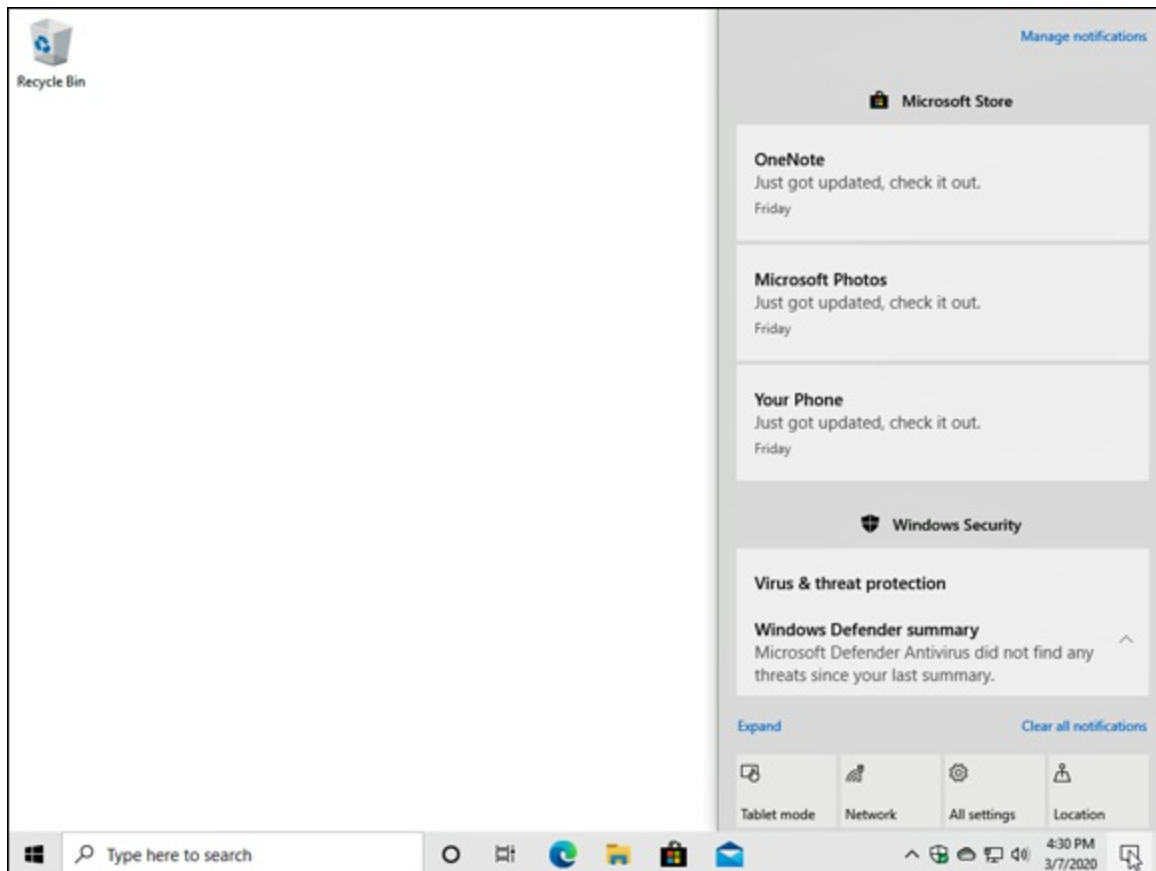 Recycle Bin
Manage notifications
Microsoft Store
OneNote
Just got updated, check it out.
Friday
Microsoft Photos
Just got updated, check it out.
Friday
Your Phone
Just got updated, check it out.
Friday
Windows Security
Virus & threat protection
Windows Defender summary
Microsoft Defender Antivirus did not find any
threats since your last summary.
Expand Clear all notifications
Tablet mode Network All settings Location
Type here to search
4:30 PM
3/7/2020